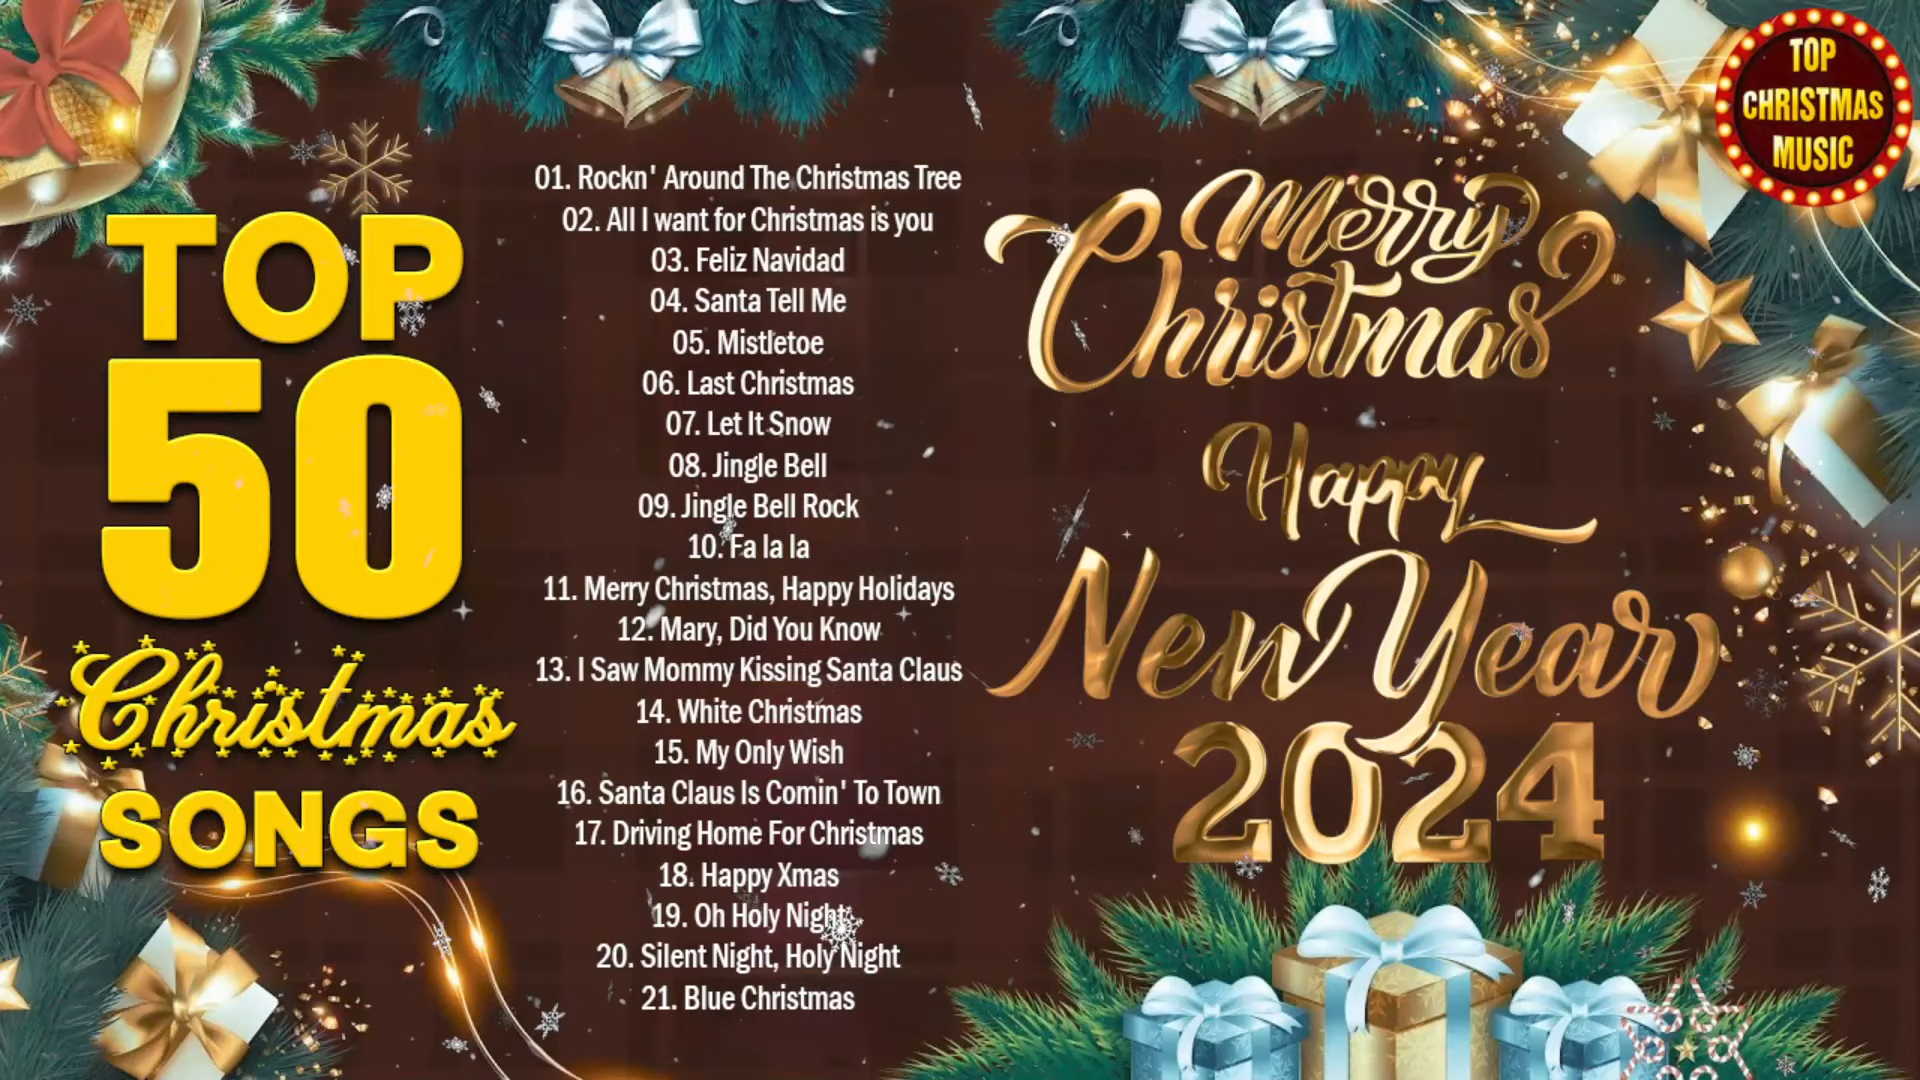 TOP
50
Christmas
SONGS
01. Rockn' Around The Christmas Tree
02. All I want for Christmas is you
03. Feliz Navidad
04. Santa Tell Me
05. Mistletoe
06. Last Christmas
07. Let It Snow
08. Jingle Bell
09. Jingle Bell Rock
10. Fa la la
11. Merry Christmas, Happy Holidays
12. Mary, Did You Know
13. I Saw Mommy Kissing Santa Claus
14. White Christmas
15. My Only Wish
16. Santa Claus Is Comin' To Town
17. Driving Home For Christmas
18. Happy Xmas
19. Oh Holy Night
20. Silent Night, Holy Night
21. Blue Christmas
Merry
Christmas
Happy
New Year
2024
TOP
CHRISTMAS
MUSIC